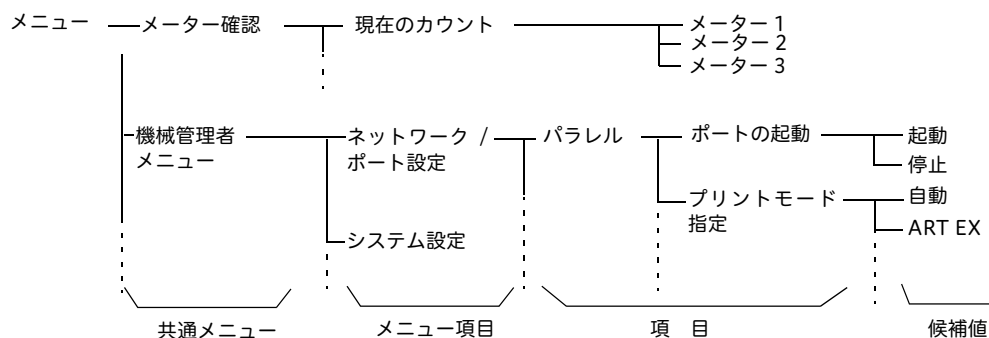 メニュー
メーター確認
現在のカウント
メーター 1
メーター 2
メーター 3
機械管理者
メニュー
ネットワーク /
ポート設定
パラレル
ポートの起動
起動
停止
プリントモード
指定
自動
ART EX
システム設定
共通メニュー
メニュー項目
項　目
候補値